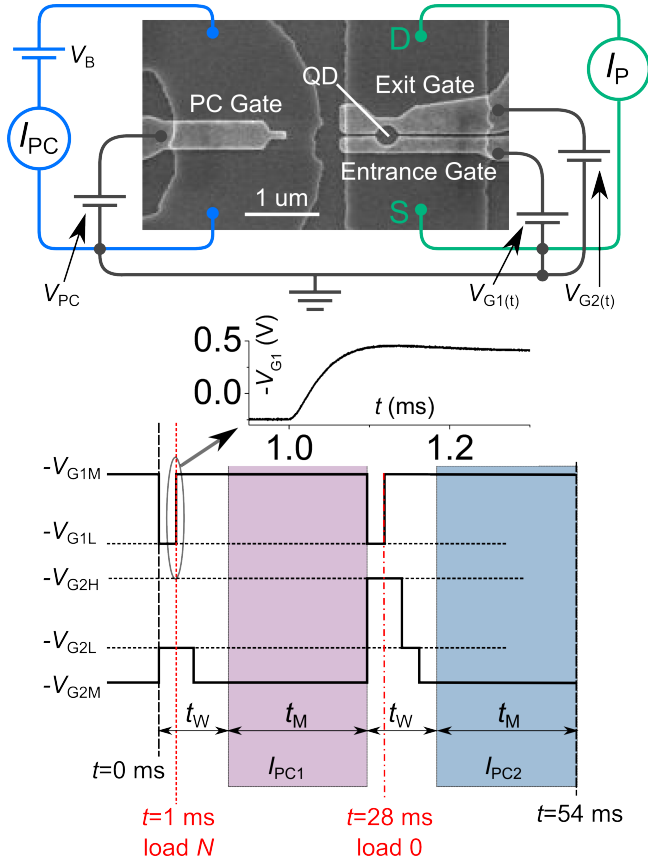 V_B
D
I_P
QD
Exit Gate
PC Gate
I_PC
Entrance Gate
1 um
S
V_PC
V_G1(t)
V_G2(t)
0.5
0.0
-V_G1 (V)
t (ms)
1.0
1.2
-V_G1M
-V_G1L
-V_G2H
-V_G2L
-V_G2M
t_W
t_M
t_W
t_M
I_PC1
I_PC2
t=0 ms
t=1 ms
load N
t=28 ms
load 0
t=54 ms